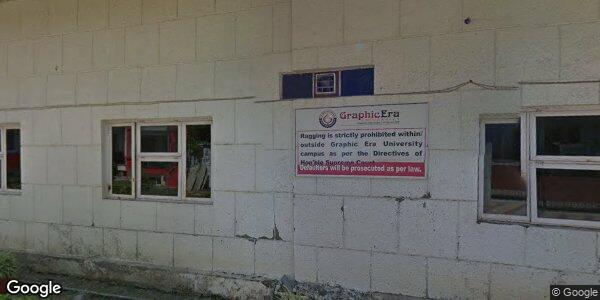 GraphicEra
Ragging is strictly prohibited within/
outside Graphic Era University
campus as per the Directives of
Hon'ble Supreme Court
Defaulters will be prosecuted as per law.
Google
© Google